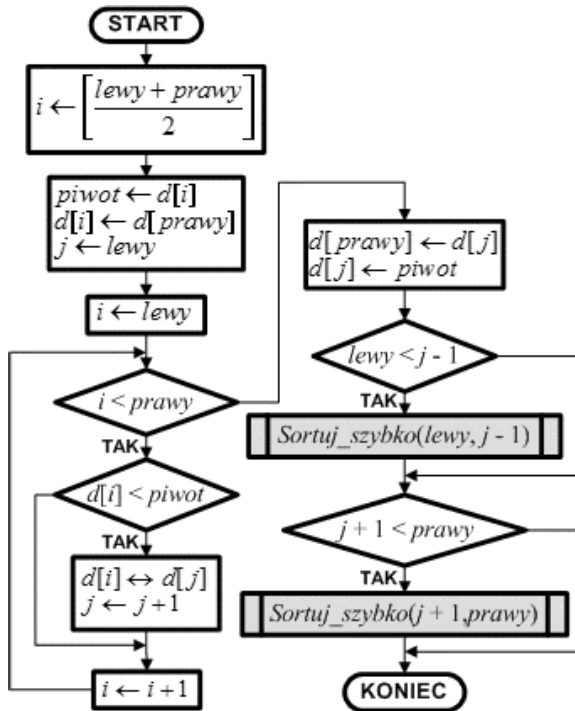 START
i ← [ lewy + prawy / 2 ]
piwot ← d[i]
d[i] ← d[prawy]
j ← lewy
i ← lewy
i < prawy
TAK
d[i] < piwot
TAK
d[i] ↔ d[j]
j ← j + 1
i ← i + 1
d[prawy] ← d[j]
d[j] ← piwot
lewy < j - 1
TAK
Sortuj_szybko(lewy, j - 1)
j + 1 < prawy
TAK
Sortuj_szybko(j + 1,prawy)
KONIEC